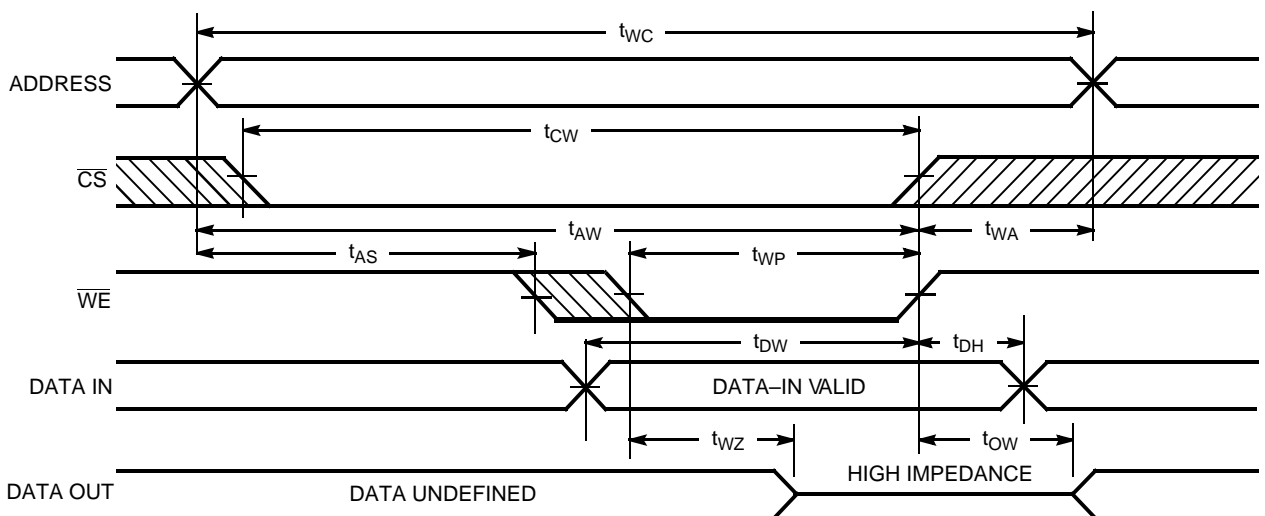 tWC
ADDRESS
tCW
CS
tAW
tWA
tAS
tWP
WE
tDW
tDH
DATA IN
DATA–IN VALID
tWZ
tOW
HIGH IMPEDANCE
DATA OUT
DATA UNDEFINED